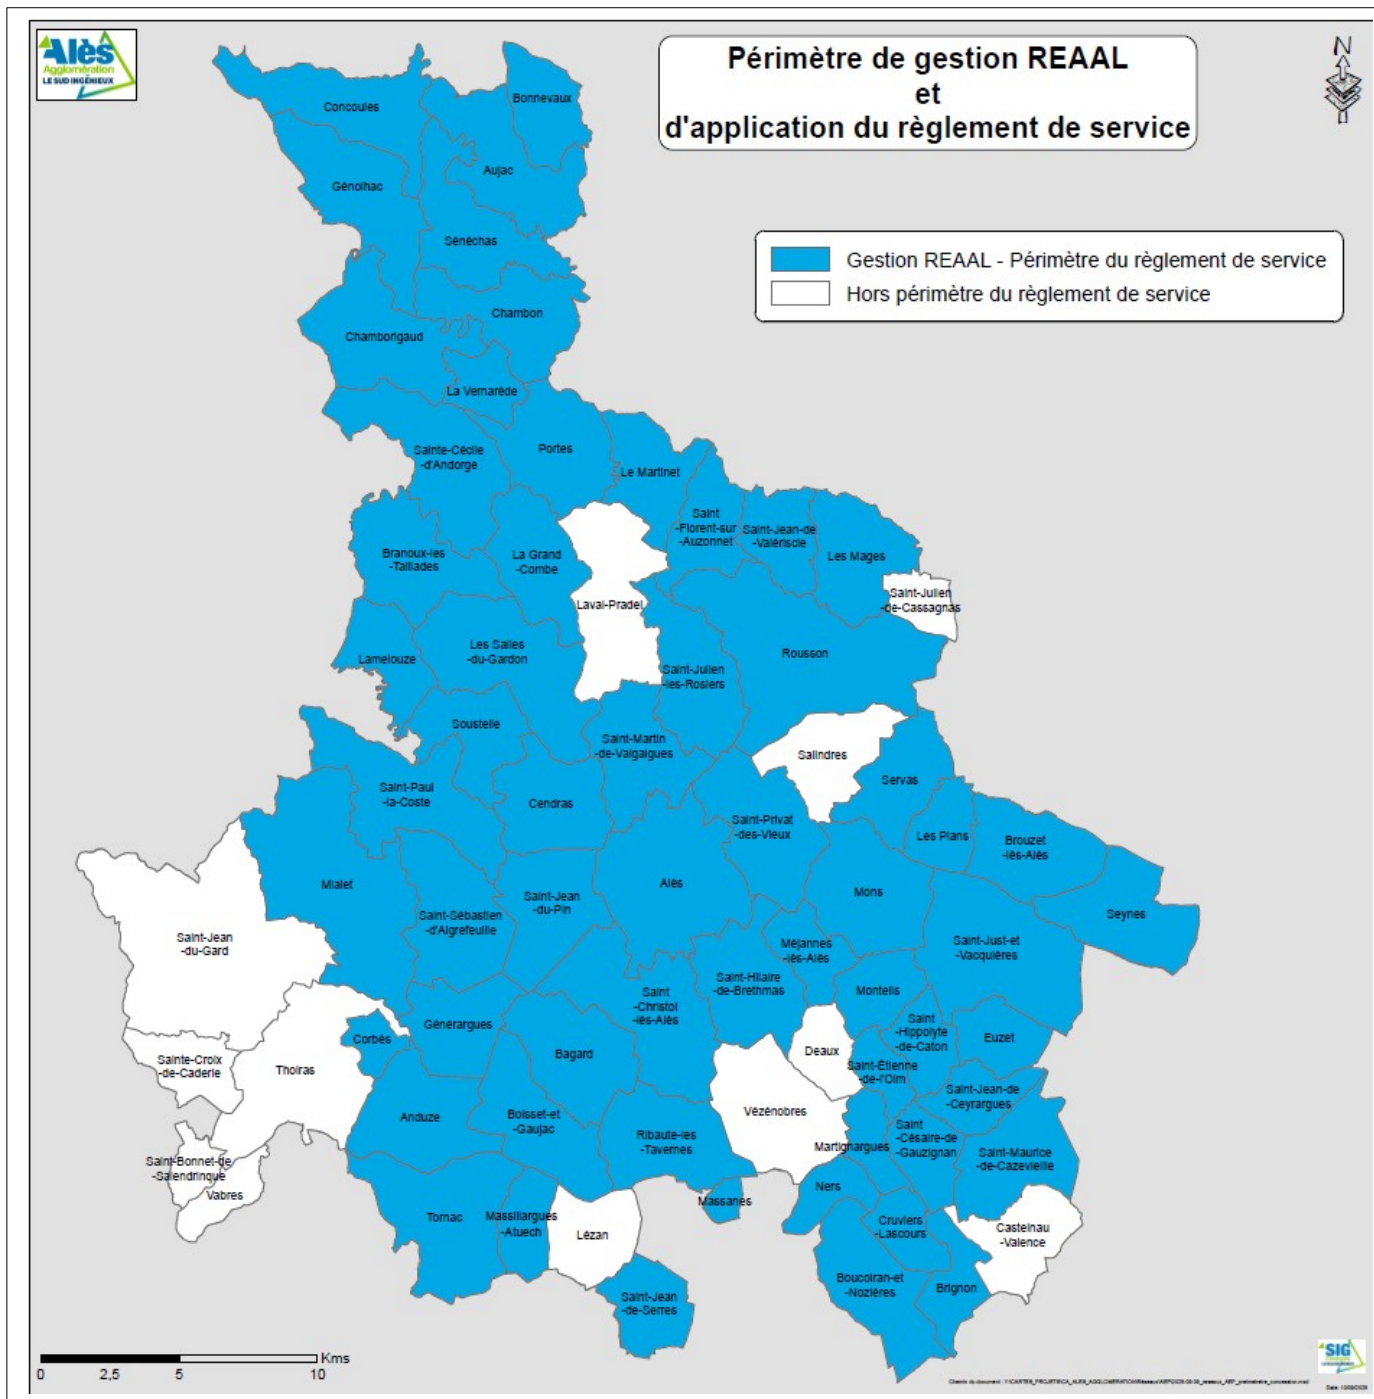 Alès
Agglomération
LE SUD INGÉNIEUX
Périmètre de gestion REAAL
et
d'application du règlement de service
N
Gestion REAAL - Périmètre du règlement de service
Hors périmètre du règlement de service
Concoules
Bonnevaux
Aujac
Génolhac
Sénéchas
Chambon
Chamborigaud
La Vernarède
Sainte-Cécile
-d'Andorge
Portes
Le Martinet
Saint
-Florent-sur
-Auzonnet
Saint-Jean-de
-Valériscle
Les Mages
Branoux-les
-Taillades
La Grand
-Combe
Laval-Pradel
Saint-Julien
-de-Cassagnas
Lamelouze
Les Salles
-du-Gardon
Saint-Julien
-les-Rosiers
Rousson
Soustelle
Saint-Martin
-de-Valgalgues
Salindres
Servas
Saint-Paul
-la-Coste
Cendras
Saint-Privat
-des-Vieux
Les Plans
Brouzet
-lès-Alès
Mialet
Alès
Mons
Seynes
Saint-Jean
-du-Pin
Saint-Sébastien
-d'Aigrefeuille
Saint-Jean
-du-Gard
Méjannes
-lès-Alès
Saint-Just-et
-Vacquières
Saint-Hilaire
-de-Brethmas
Monteils
Saint
-Christol
-lès-Alès
Saint
-Hippolyte
-de-Caton
Générargues
Corbès
Euzet
Bagard
Deaux
Sainte-Croix
-de-Caderle
Thoiras
Saint-Étienne
-de-l'Olm
Saint-Jean-de
-Ceyrargues
Anduze
Boisset-et
-Gaujac
Vézénobres
Ribaute-les
-Tavernes
Martignargues
Saint
-Césaire-de
-Gauzignan
Saint-Maurice
-de-Cazevieille
Saint-Bonnet-de
-Salendrinque
Vabres
Ners
Massanes
Tornac
Massillargues
-Atuech
Lézan
Cruviers
-Lascours
Castelnau
-Valence
Boucoiran-et
-Nozières
Brignon
Saint-Jean
-de-Serres
Kms
0 2,5 5 10
SIG